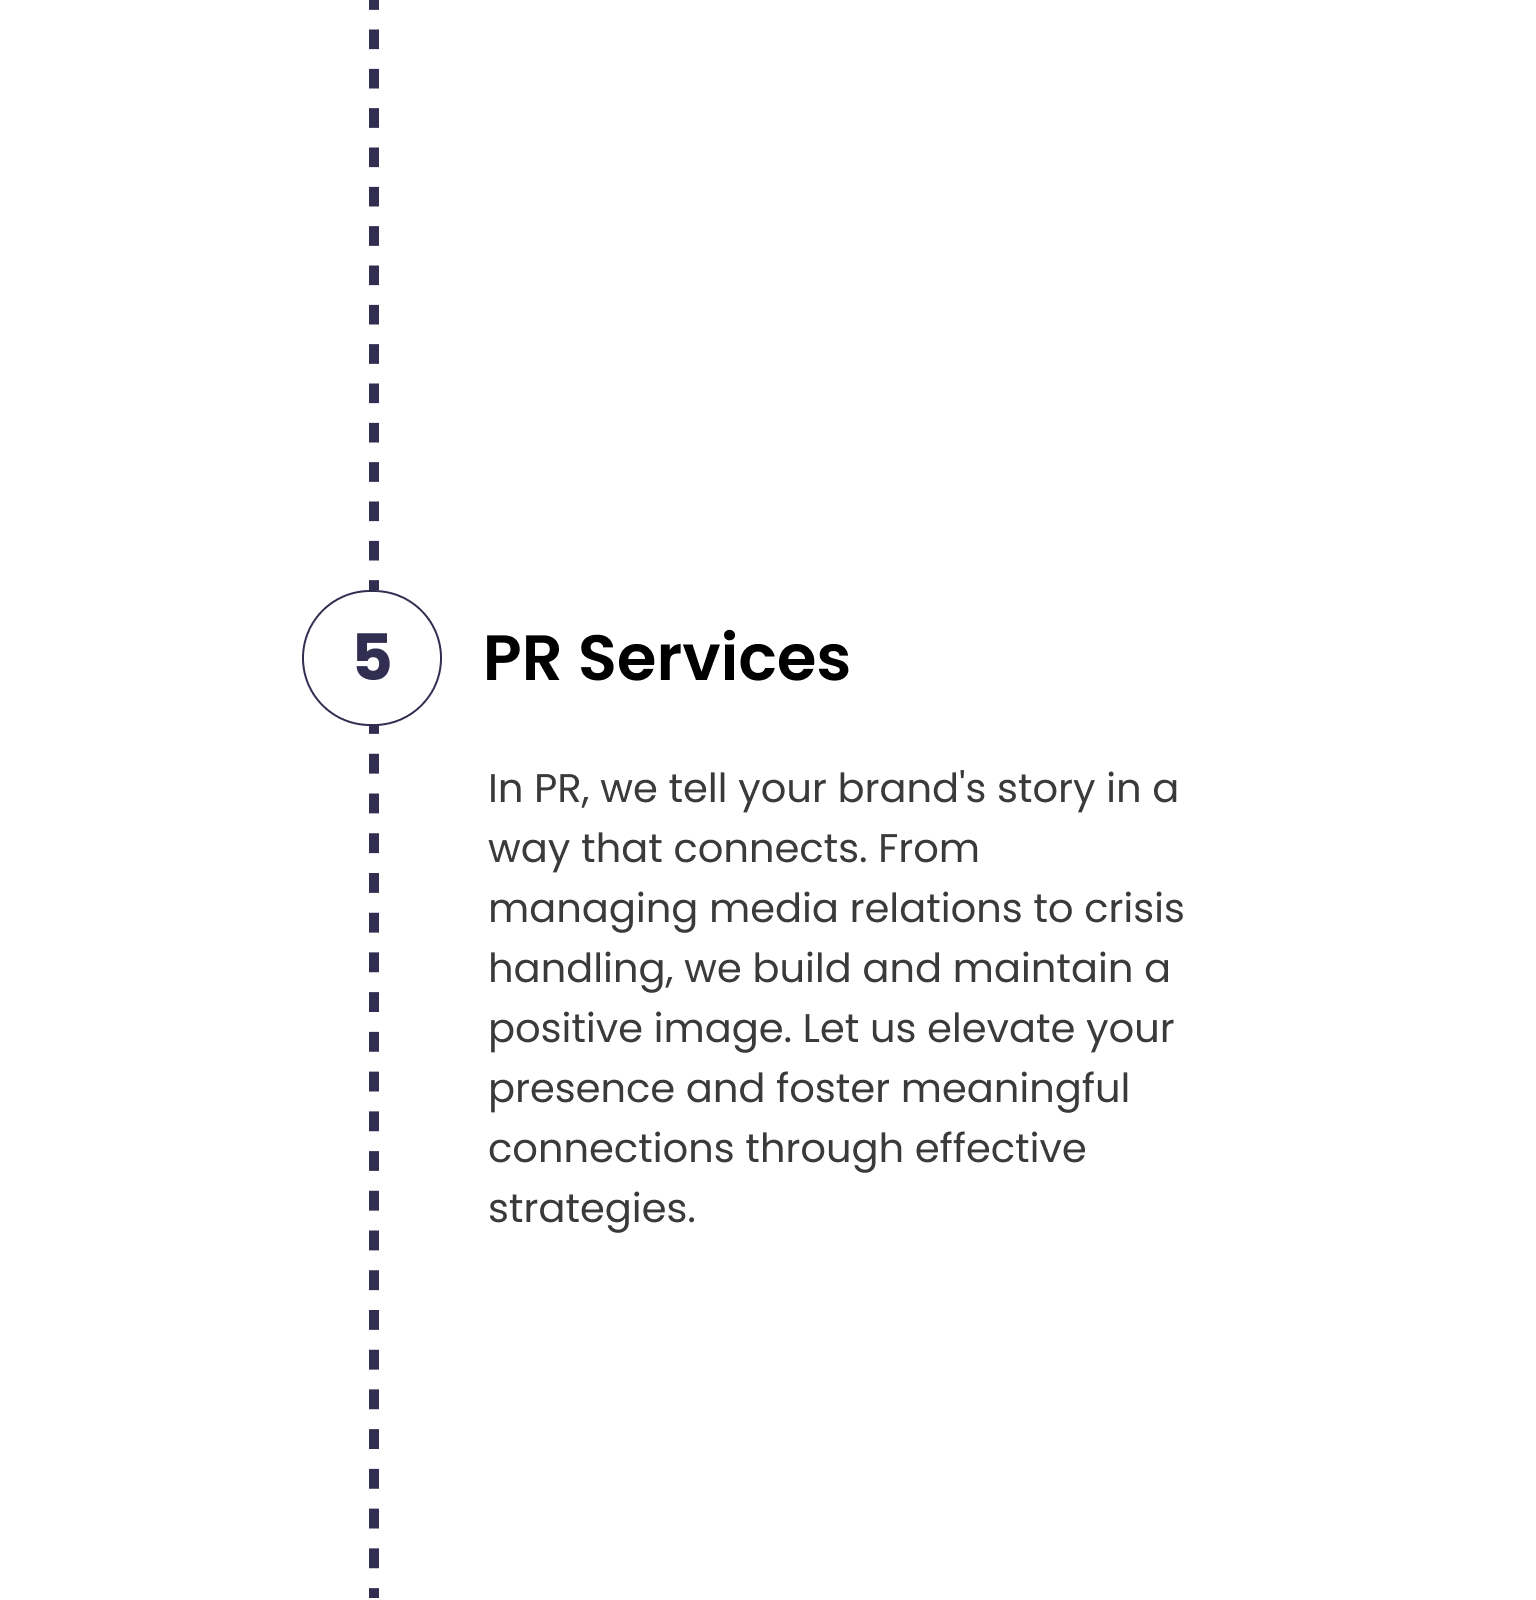 5
PR Services
In PR, we tell your brand's story in a
way that connects. From
managing media relations to crisis
handling, we build and maintain a
positive image. Let us elevate your
presence and foster meaningful
connections through effective
strategies.